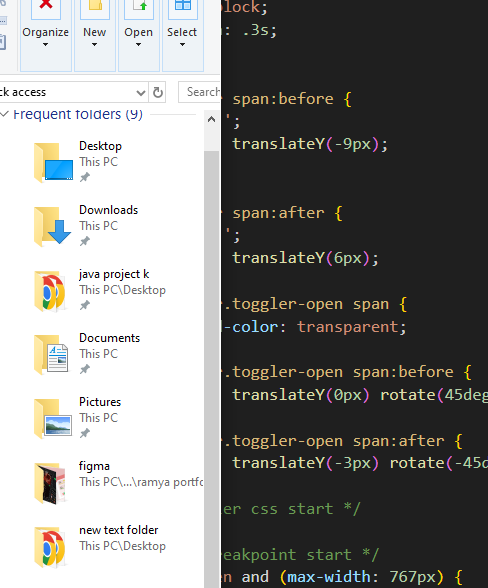 Organize
New
Open
Select
ck access
Search
Frequent folders (9)
Desktop
This PC
Downloads
This PC
java project k
This PC\Desktop
Documents
This PC
Pictures
This PC
figma
This PC\...\ramya portfo
new text folder
This PC\Desktop
lock;
: .3s;
span:before {
';
translateY(-9px);
span:after {
';
translateY(6px);
.toggler-open span {
-color: transparent;
.toggler-open span:before {
translateY(0px) rotate(45deg
.toggler-open span:after {
translateY(-3px) rotate(-45d
er css start */
eakpoint start */
n and (max-width: 767px) {